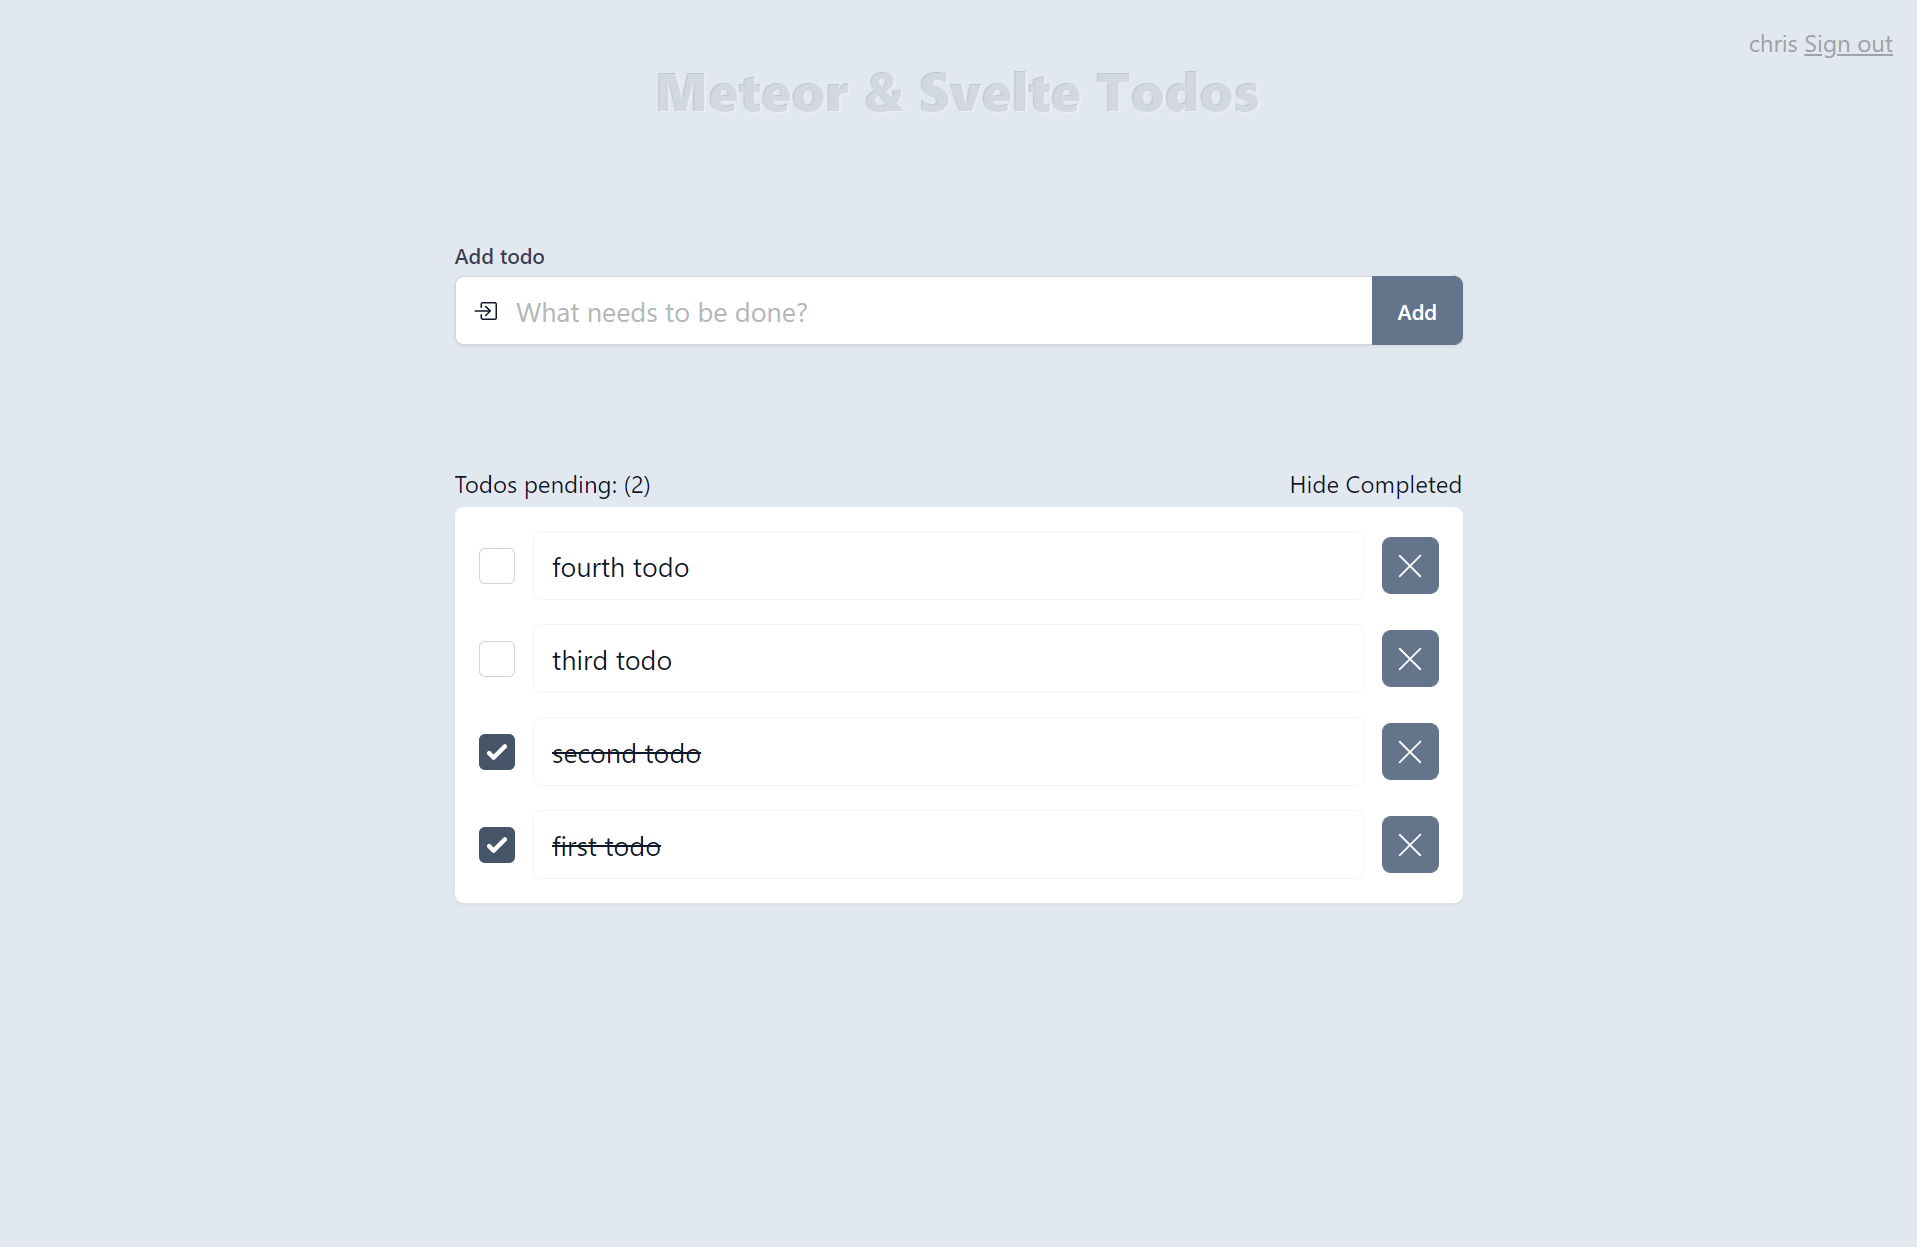 chris Sign out
Meteor & Svelte Todos
Add todo
What needs to be done?
Add
Todos pending: (2)
Hide Completed
fourth todo
third todo
second todo
first todo